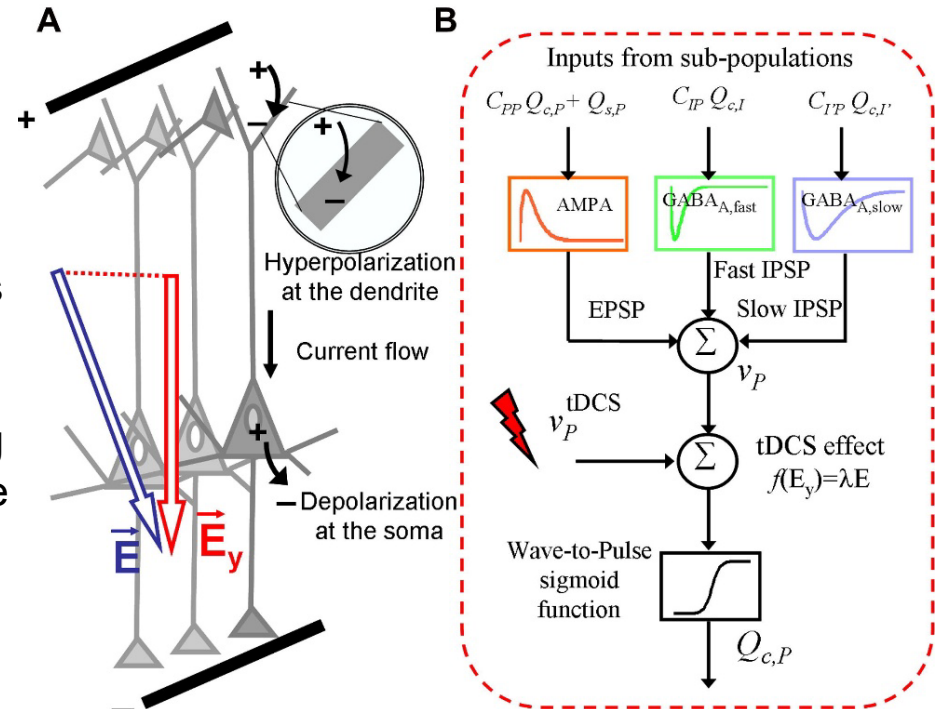 A
+
+
−
+
−
Hyperpolarization
at the dendrite
s
Current flow
g
e
+
− Depolarization
at the soma
E
E_y
−
B
Inputs from sub-populations
C_PP Q_c,P + Q_s,P
C_IP Q_c,I
C_I'P Q_c,I'
AMPA
GABA_A,fast
GABA_A,slow
Fast IPSP
EPSP
Slow IPSP
Σ
v_P
v_P^tDCS
Σ
tDCS effect
f(E_y)=λE
Wave-to-Pulse
sigmoid
function
Q_c,P